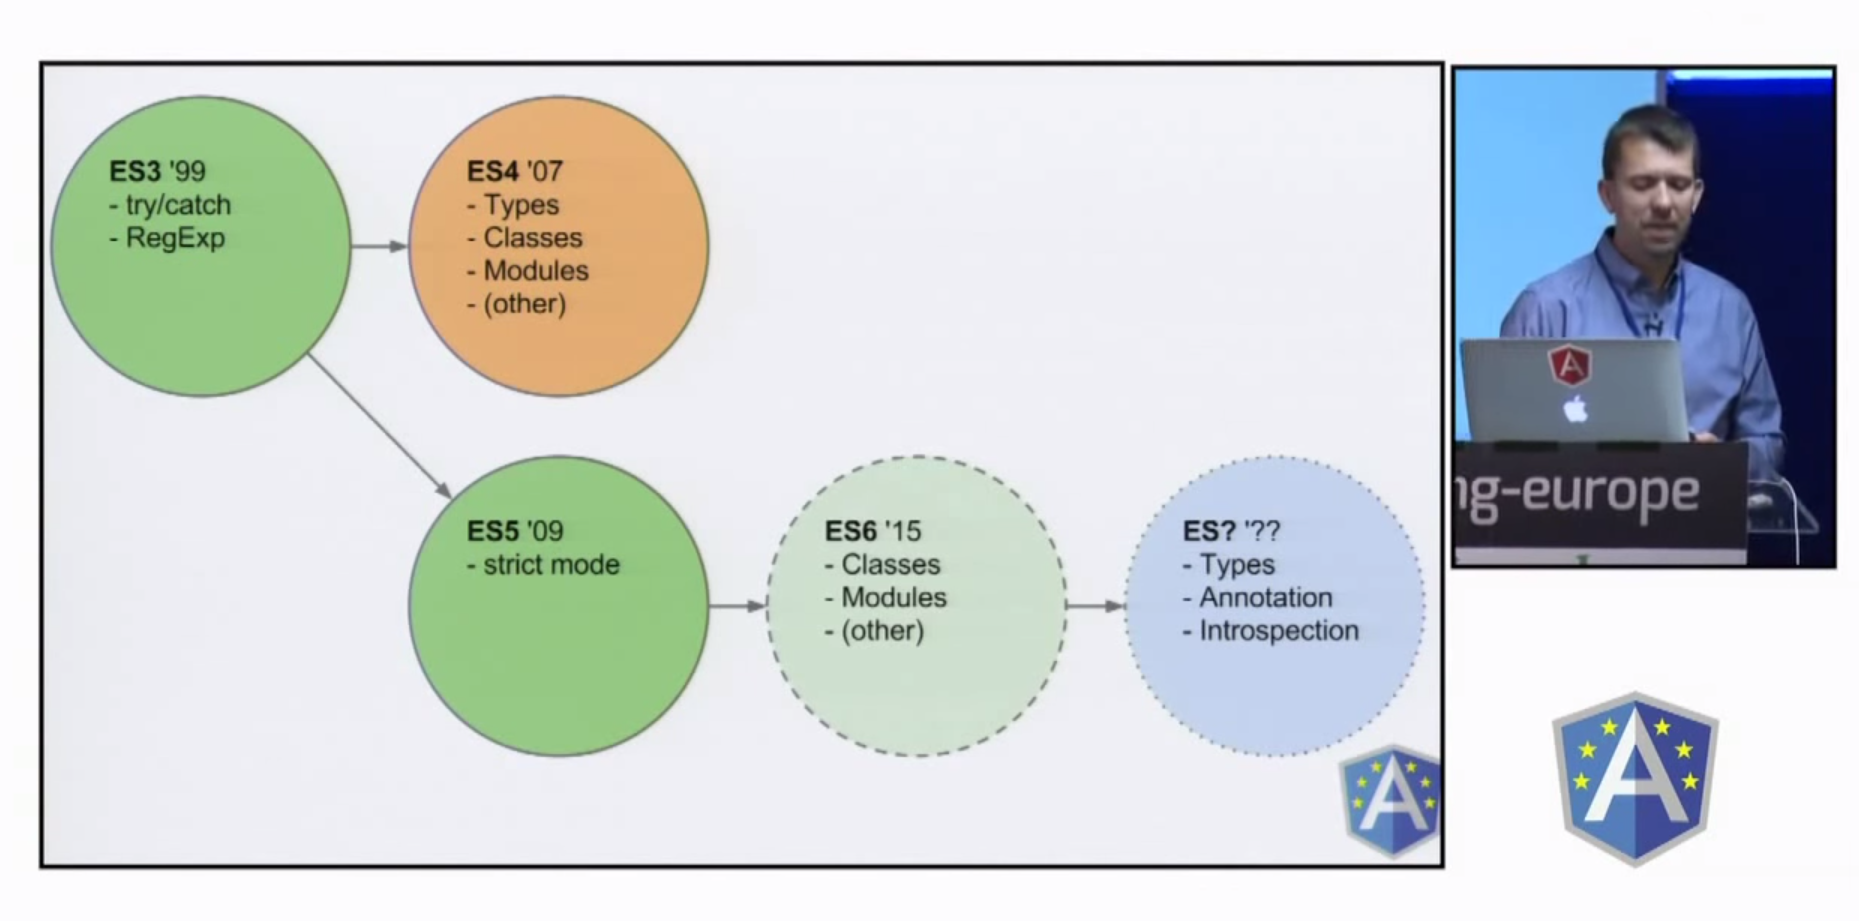 ES3 '99
- try/catch
- RegExp
ES4 '07
- Types
- Classes
- Modules
- (other)
ES5 '09
- strict mode
ES6 '15
- Classes
- Modules
- (other)
ES? '??
- Types
- Annotation
- Introspection
ng-europe